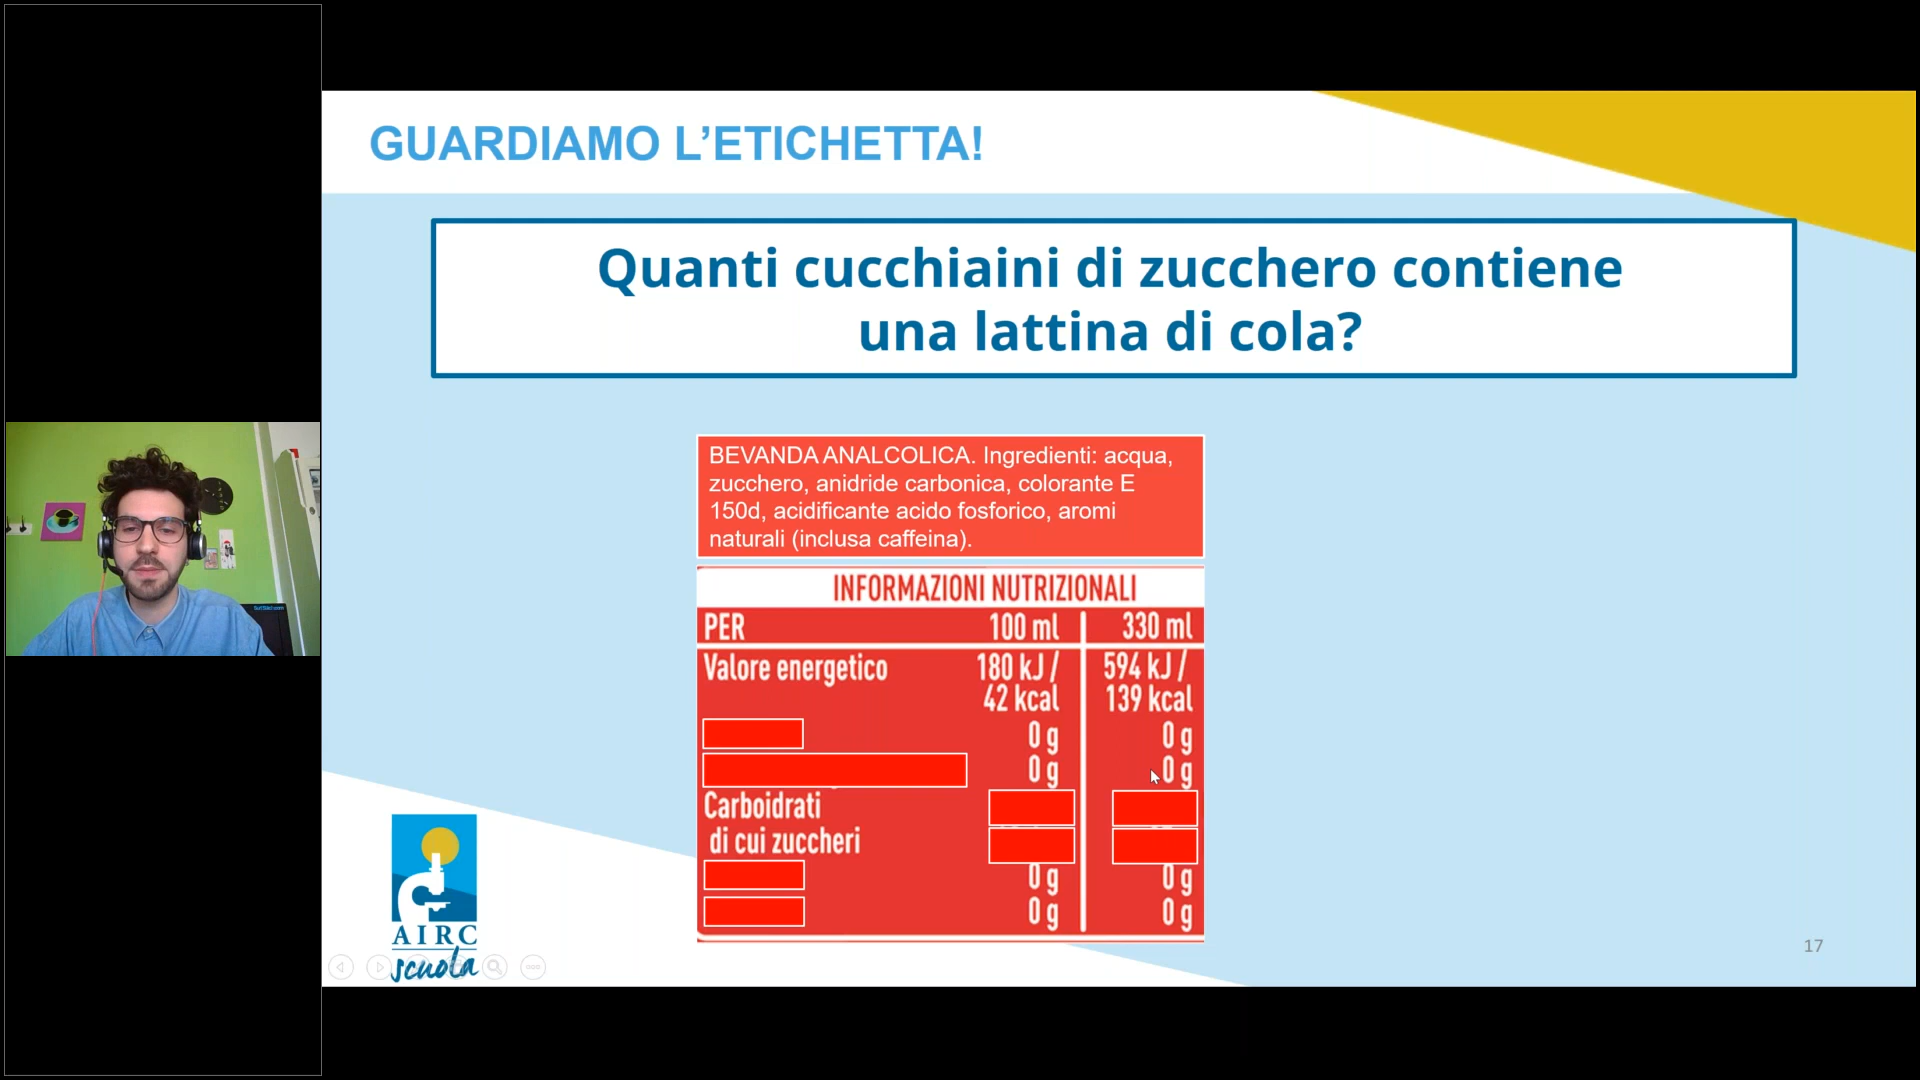 GUARDIAMO L’ETICHETTA!
Quanti cucchiaini di zucchero contiene
una lattina di cola?
BEVANDA ANALCOLICA. Ingredienti: acqua,
zucchero, anidride carbonica, colorante E
150d, acidificante acido fosforico, aromi
naturali (inclusa caffeina).
INFORMAZIONI NUTRIZIONALI
PER 100 ml 330 ml
Valore energetico 180 kJ / 594 kJ /
42 kcal 139 kcal
0 g 0 g
0 g 0 g
Carboidrati
di cui zuccheri
0 g 0 g
0 g 0 g
AIRC
scuola
17